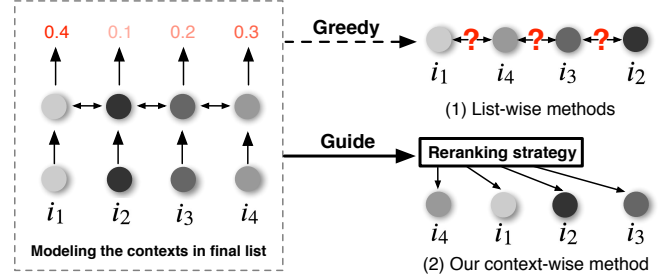 0.4 0.1 0.2 0.3
i1 i2 i3 i4
Modeling the contexts in final list
Greedy
? ? ?
i1 i4 i3 i2
(1) List-wise methods
Guide
Reranking strategy
i4 i1 i2 i3
(2) Our context-wise method